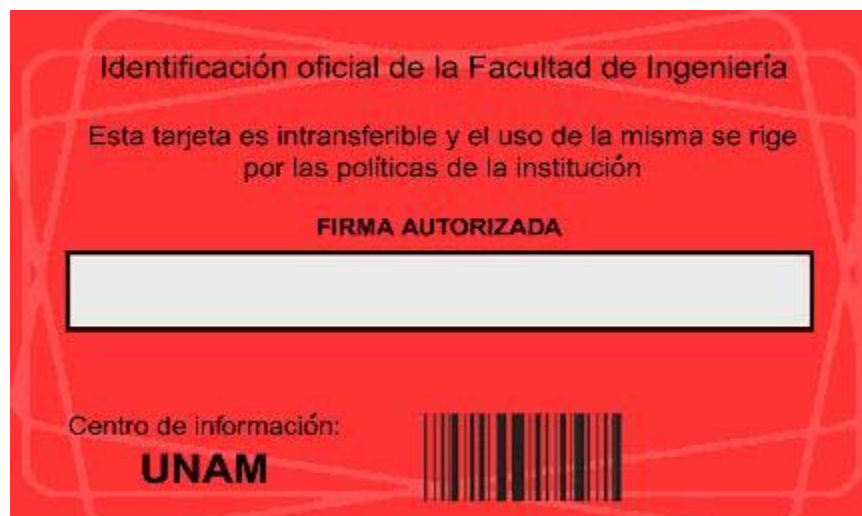 Identificación oficial de la Facultad de Ingeniería
Esta tarjeta es intransferible y el uso de la misma se rige
por las políticas de la institución
FIRMA AUTORIZADA
Centro de información:
UNAM